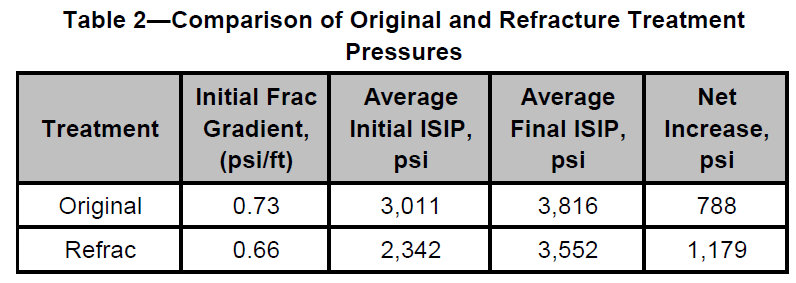 Table 2—Comparison of Original and Refracture Treatment
Pressures
Treatment Initial Frac Gradient, (psi/ft) Average Initial ISIP, psi Average Final ISIP, psi Net Increase, psi
Original 0.73 3,011 3,816 788
Refrac 0.66 2,342 3,552 1,179